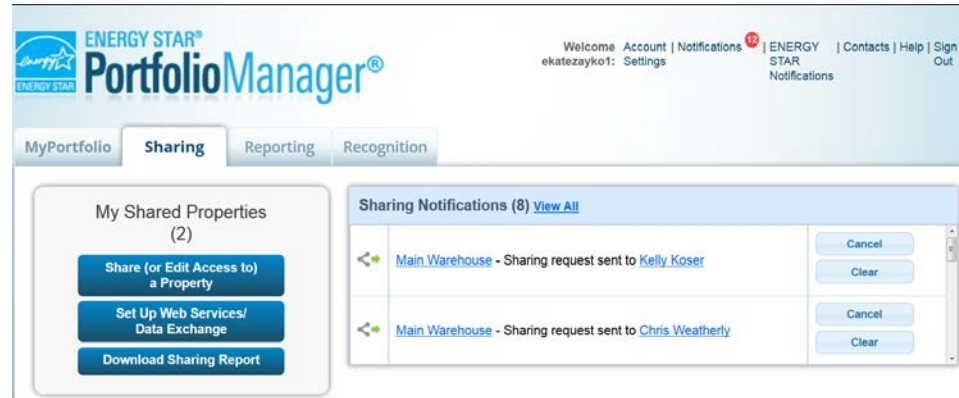 ENERGY STAR®
PortfolioManager®
energy
ENERGY STAR
Welcome ekatezayko1:
Account Settings | Notifications 12 | ENERGY STAR Notifications | Contacts | Help | Sign Out
MyPortfolio
Sharing
Reporting
Recognition
My Shared Properties
(2)
Share (or Edit Access to)
a Property
Set Up Web Services/
Data Exchange
Download Sharing Report
Sharing Notifications (8) View All
Main Warehouse - Sharing request sent to Kelly Koser
Cancel
Clear
Main Warehouse - Sharing request sent to Chris Weatherly
Cancel
Clear